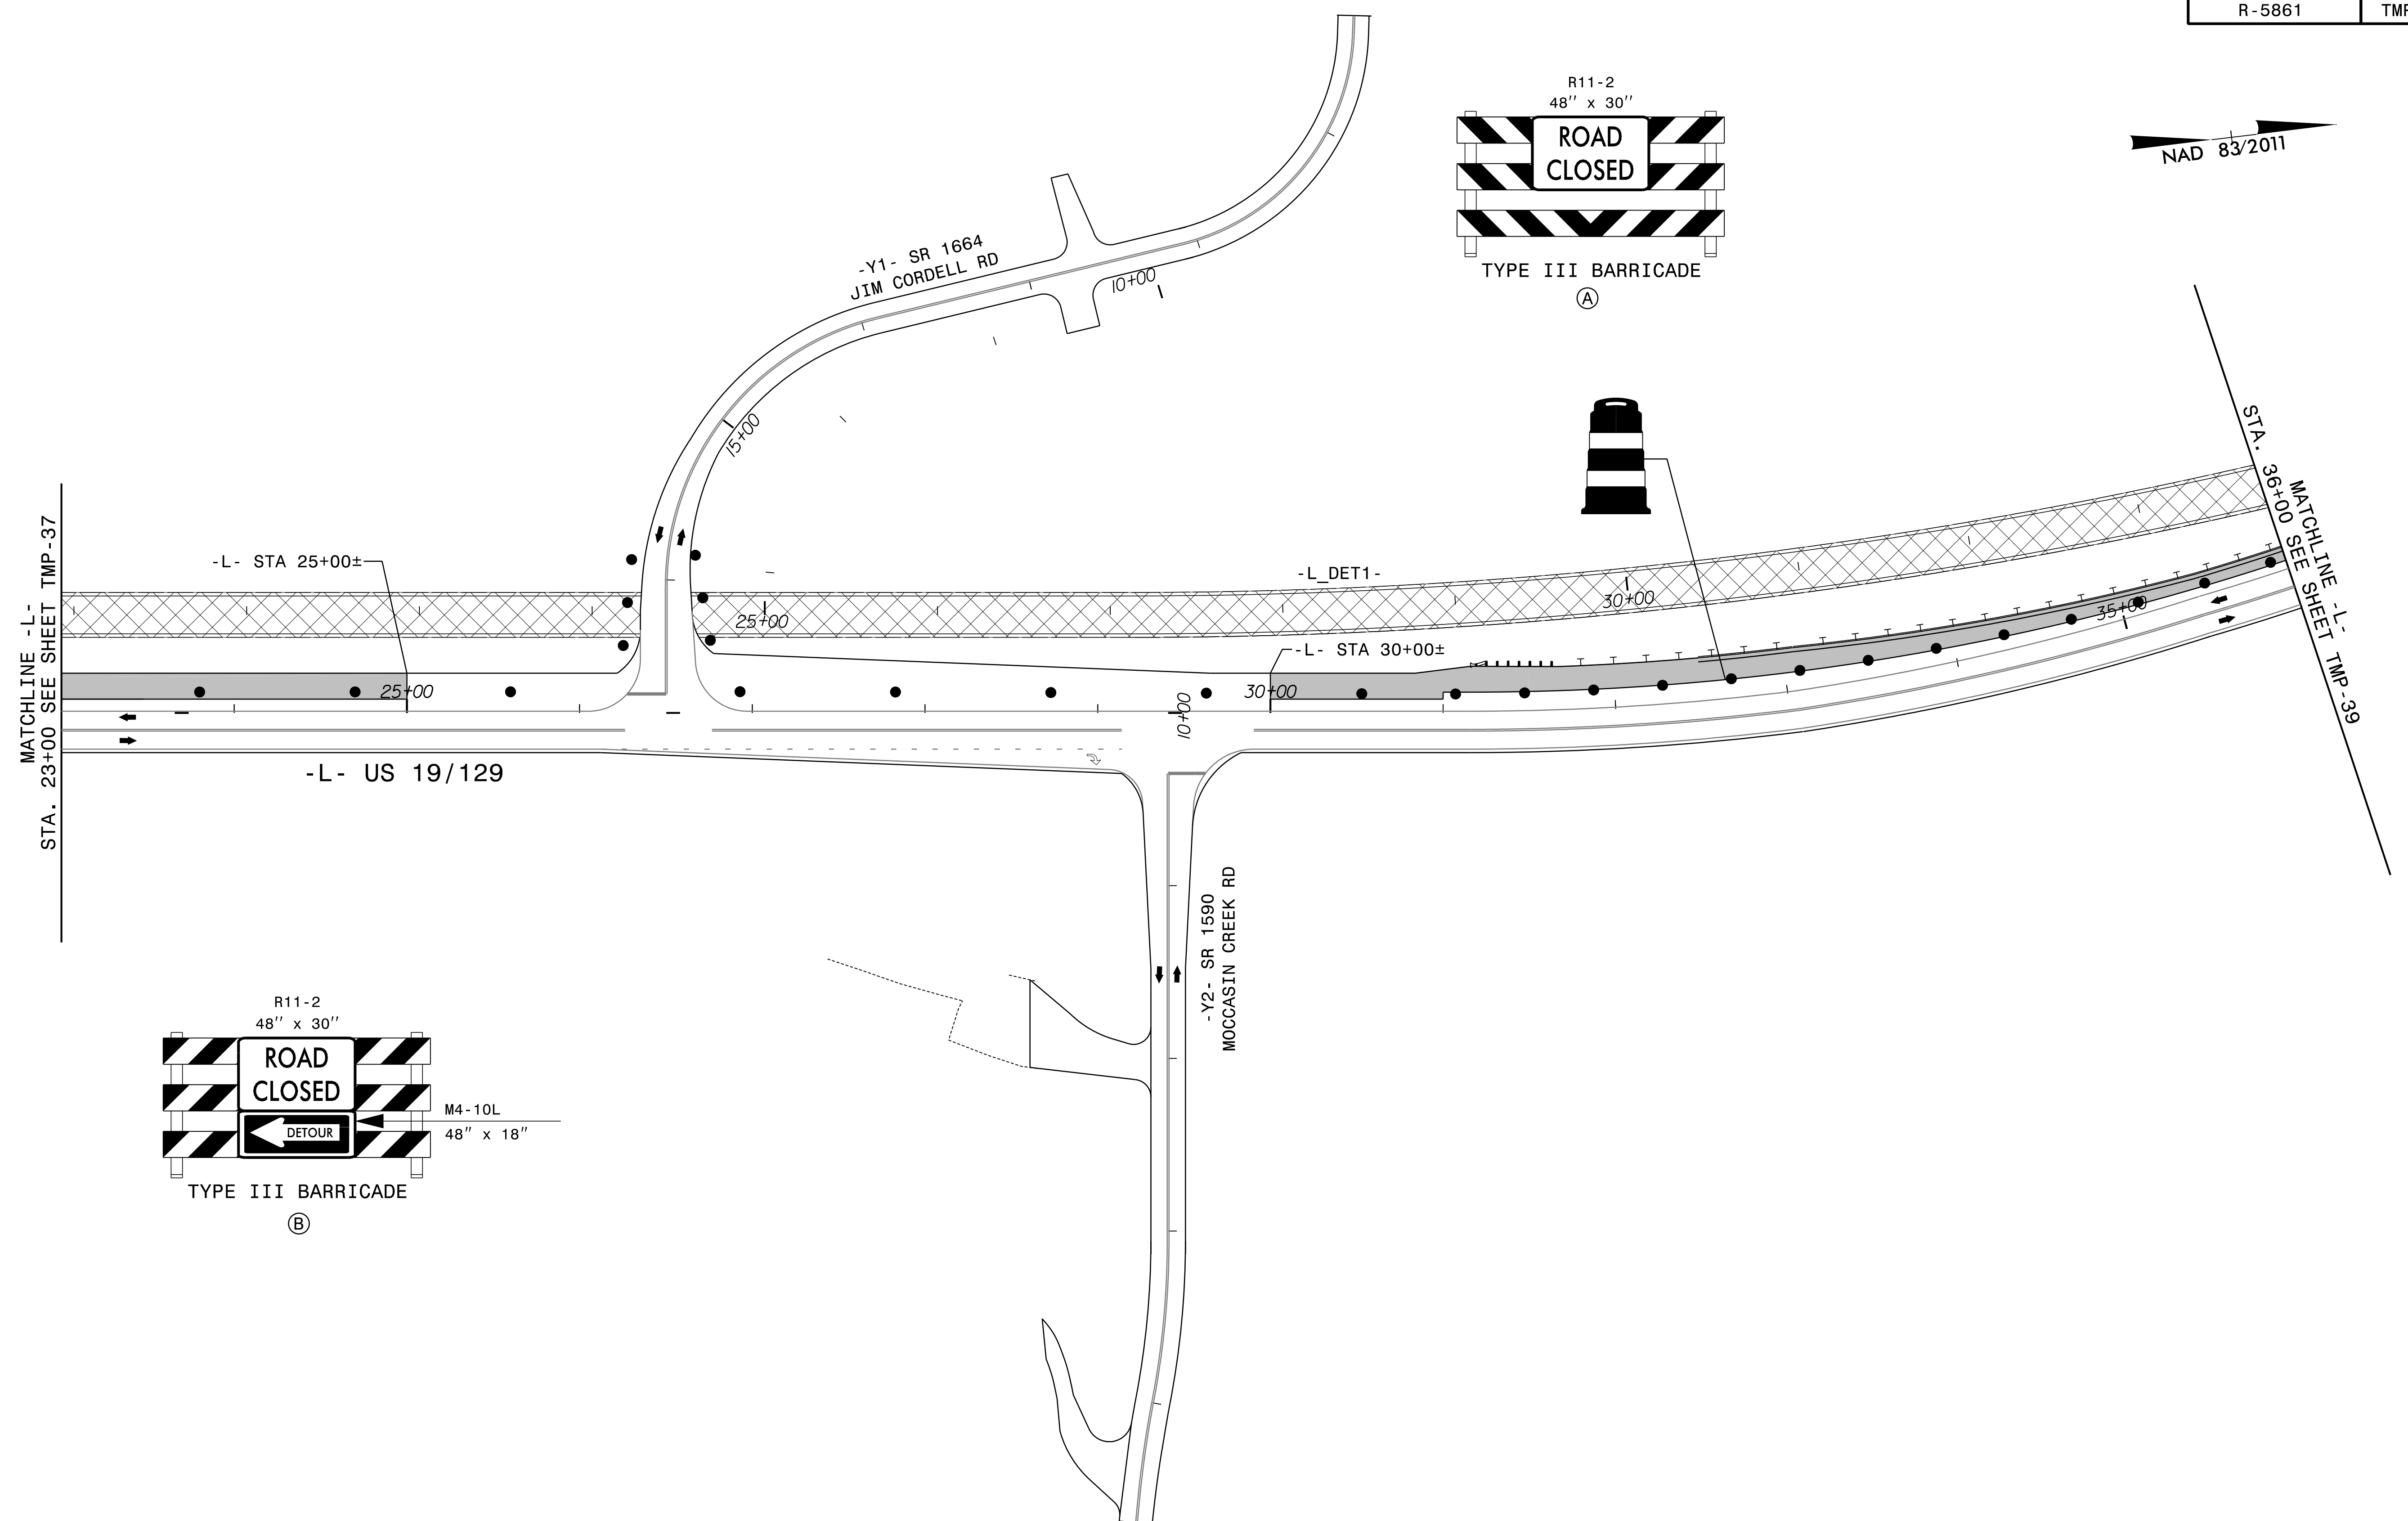 R-5861
TMP
R11-2
48" x 30"
ROAD
CLOSED
TYPE III BARRICADE
A
NAD 83/2011
-Y1- SR 1664
JIM CORDELL RD
10+00
15+00
-L- STA 25+00±
-L_DET1-
25+00
30+00
-L- STA 30+00±
25+00
30+00
35+00
10+00
MATCHLINE -L-
STA. 23+00 SEE SHEET TMP-37
MATCHLINE -L-
STA. 36+00 SEE SHEET TMP-39
-L- US 19/129
-Y2- SR 1590
MOCCASIN CREEK RD
R11-2
48" x 30"
ROAD
CLOSED
DETOUR
M4-10L
48" x 18"
TYPE III BARRICADE
B